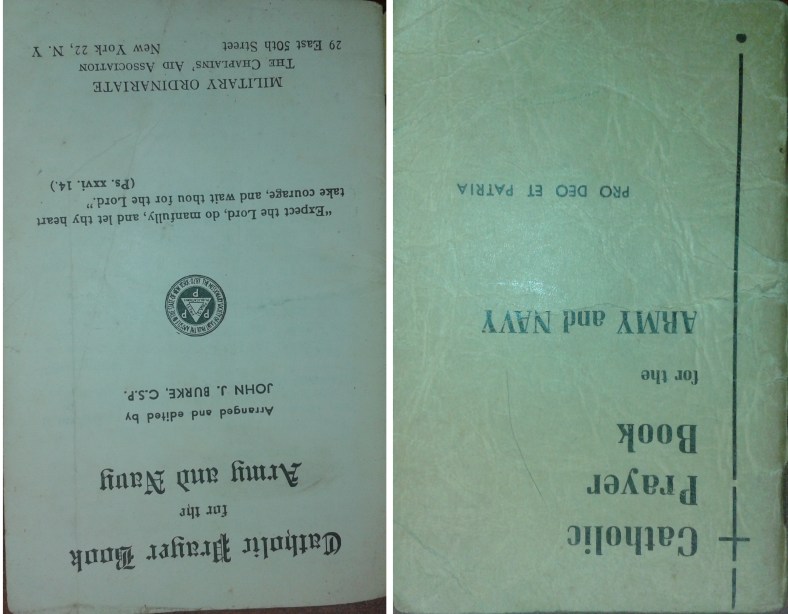 Catholic Prayer Book
for the
Army and Navy
Arranged and edited by
JOHN J. BURKE, C.S.P.
P
P P
"Expect the Lord, do manfully, and let thy heart
take courage, and wait thou for the Lord."
(Ps. xxvi. 14.)
MILITARY ORDINARIATE
THE CHAPLAINS' AID ASSOCIATION
29 East 50th Street New York 22, N. Y
Catholic
Prayer
Book
for the
ARMY and NAVY
PRO DEO ET PATRIA